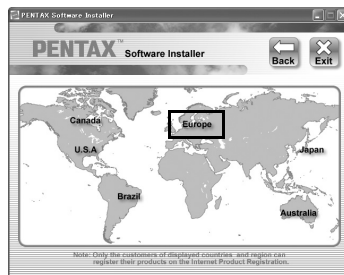 PENTAX Software Installer
PENTAX™ Software Installer
Back
Exit
Canada
Europe
U.S.A
Japan
Brazil
Australia
Note: Only the customers of displayed countries and region can
register their products on the Internet Product Registration.